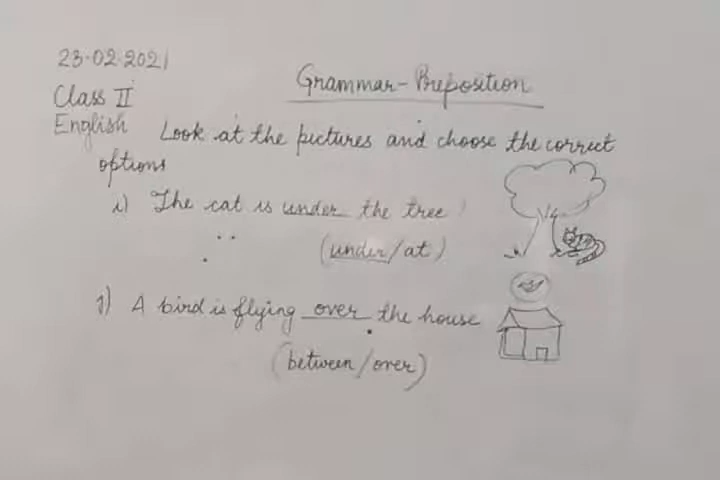 23.02.2021
Grammar - Preposition
Class II
English Look at the pictures and choose the correct
options
i) The cat is under the tree
(under/at)
j) A bird is flying over the house
(between/over)